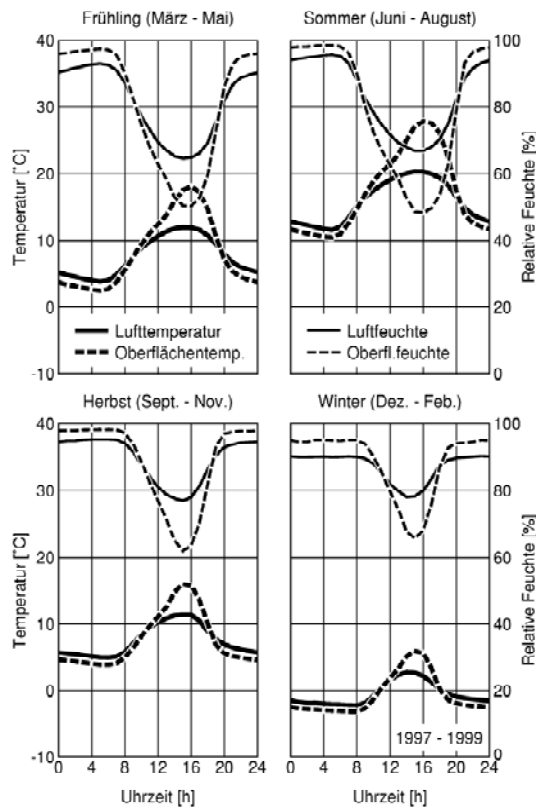 Frühling (März - Mai)
Sommer (Juni - August)
40
30
20
10
0
-10
Temperatur [°C]
100
80
60
40
20
0
Relative Feuchte [%]
Lufttemperatur
Oberflächentemp.
Luftfeuchte
Oberfl.feuchte
Herbst (Sept. - Nov.)
Winter (Dez. - Feb.)
40
30
20
10
0
-10
Temperatur [°C]
100
80
60
40
20
0
Relative Feuchte [%]
1997 - 1999
0 4 8 12 16 20 24
0 4 8 12 16 20 24
Uhrzeit [h]
Uhrzeit [h]